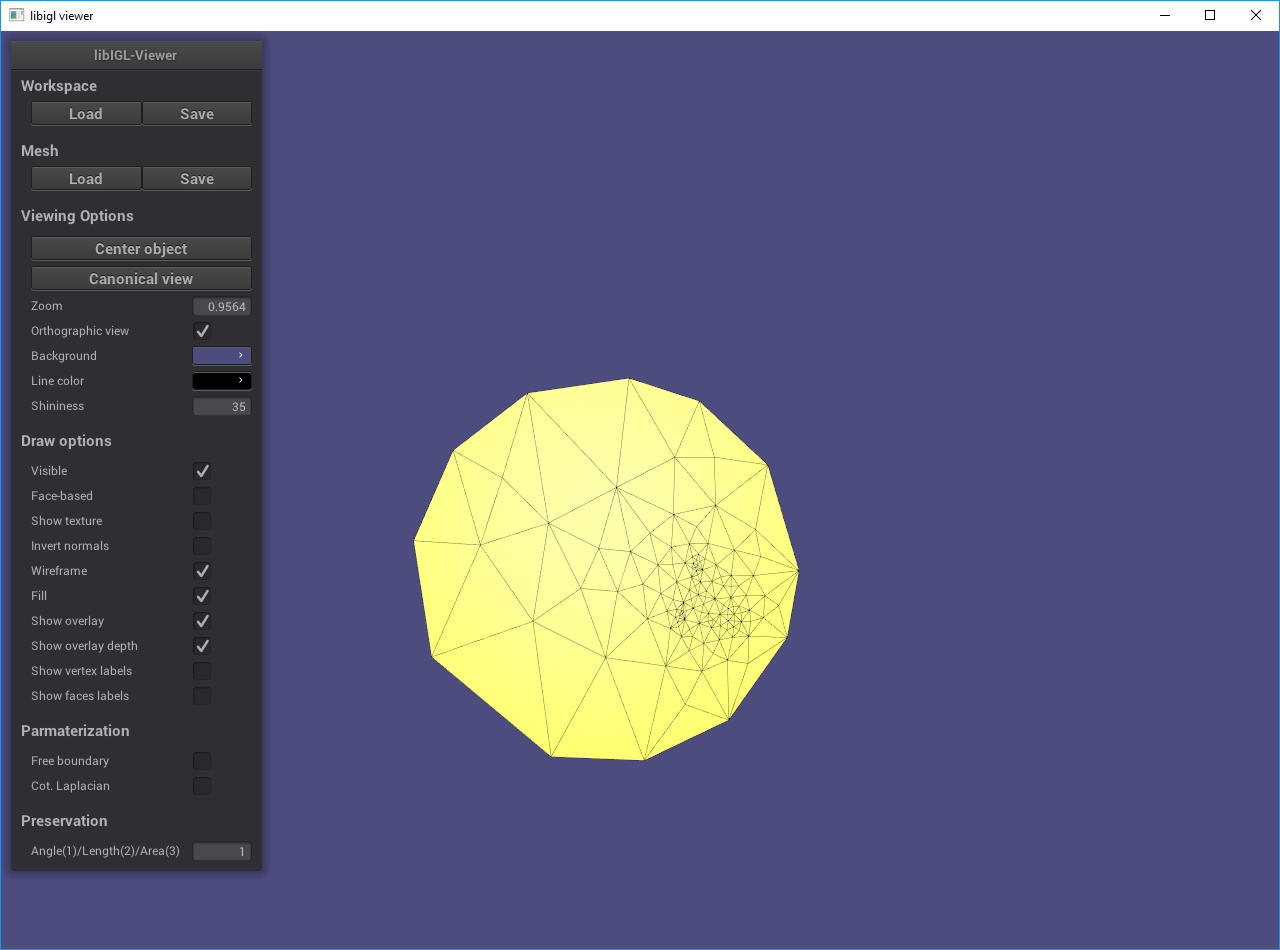 libigl viewer
libIGL-Viewer
Workspace
Load Save
Mesh
Load Save
Viewing Options
Center object
Canonical view
Zoom 0.9564
Orthographic view
Background
Line color
Shininess 35
Draw options
Visible
Face-based
Show texture
Invert normals
Wireframe
Fill
Show overlay
Show overlay depth
Show vertex labels
Show faces labels
Parmaterization
Free boundary
Cot. Laplacian
Preservation
Angle(1)/Length(2)/Area(3) 1